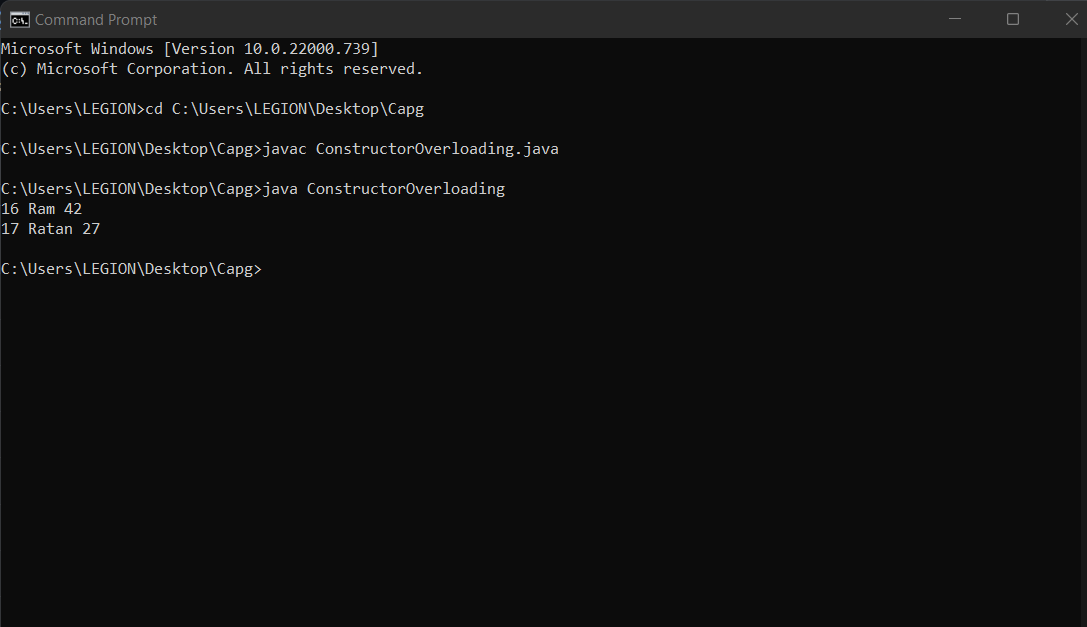 Command Prompt
Microsoft Windows [Version 10.0.22000.739]
(c) Microsoft Corporation. All rights reserved.
C:\Users\LEGION>cd C:\Users\LEGION\Desktop\Capg
C:\Users\LEGION\Desktop\Capg>javac ConstructorOverloading.java
C:\Users\LEGION\Desktop\Capg>java ConstructorOverloading
16 Ram 42
17 Ratan 27
C:\Users\LEGION\Desktop\Capg>